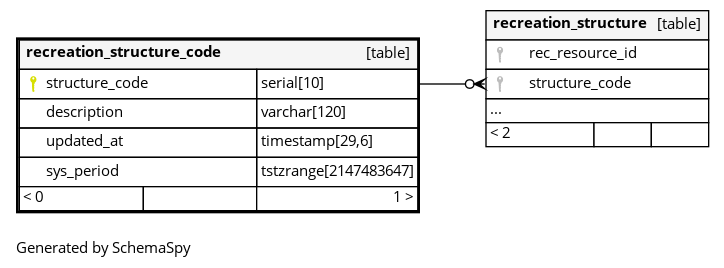 recreation_structure_code [table]
structure_code serial[10]
description varchar[120]
updated_at timestamp[29,6]
sys_period tstzrange[2147483647]
< 0 1 >
recreation_structure [table]
rec_resource_id
structure_code
...
< 2
Generated by SchemaSpy